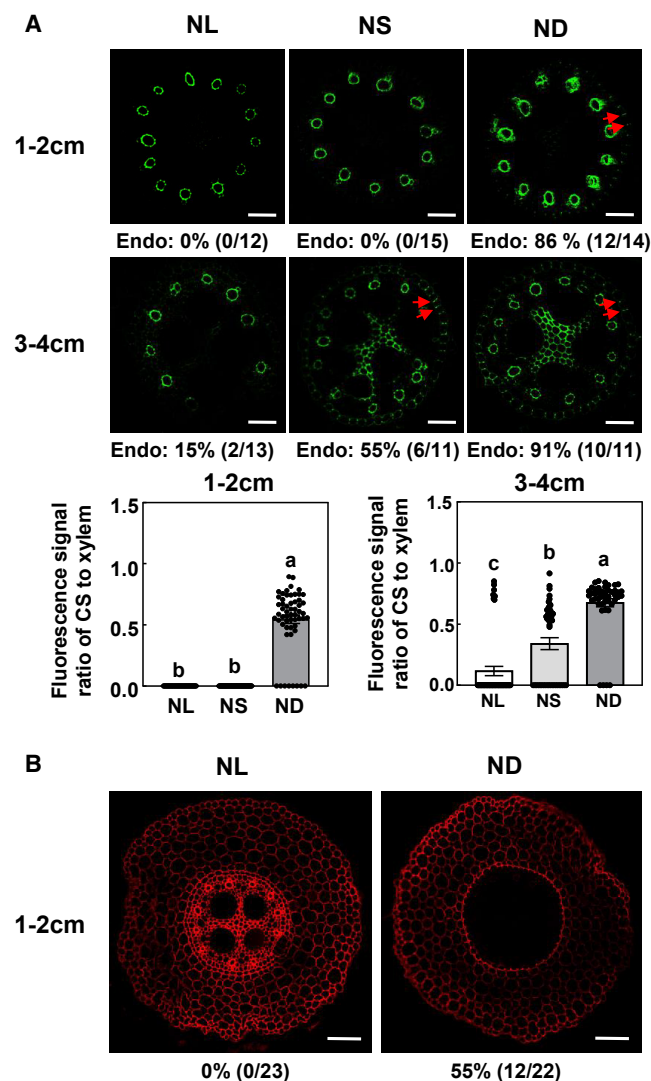 A
NL NS ND
1-2cm
Endo: 0% (0/12) Endo: 0% (0/15) Endo: 86 % (12/14)
3-4cm
Endo: 15% (2/13) Endo: 55% (6/11) Endo: 91% (10/11)
1-2cm
Fluorescence signal
ratio of CS to xylem
1.5
1.0
0.5
0.0
b b a
NL NS ND
3-4cm
Fluorescence signal
ratio of CS to xylem
1.5
1.0
0.5
0.0
c b a
NL NS ND
B
NL ND
1-2cm
0% (0/23) 55% (12/22)